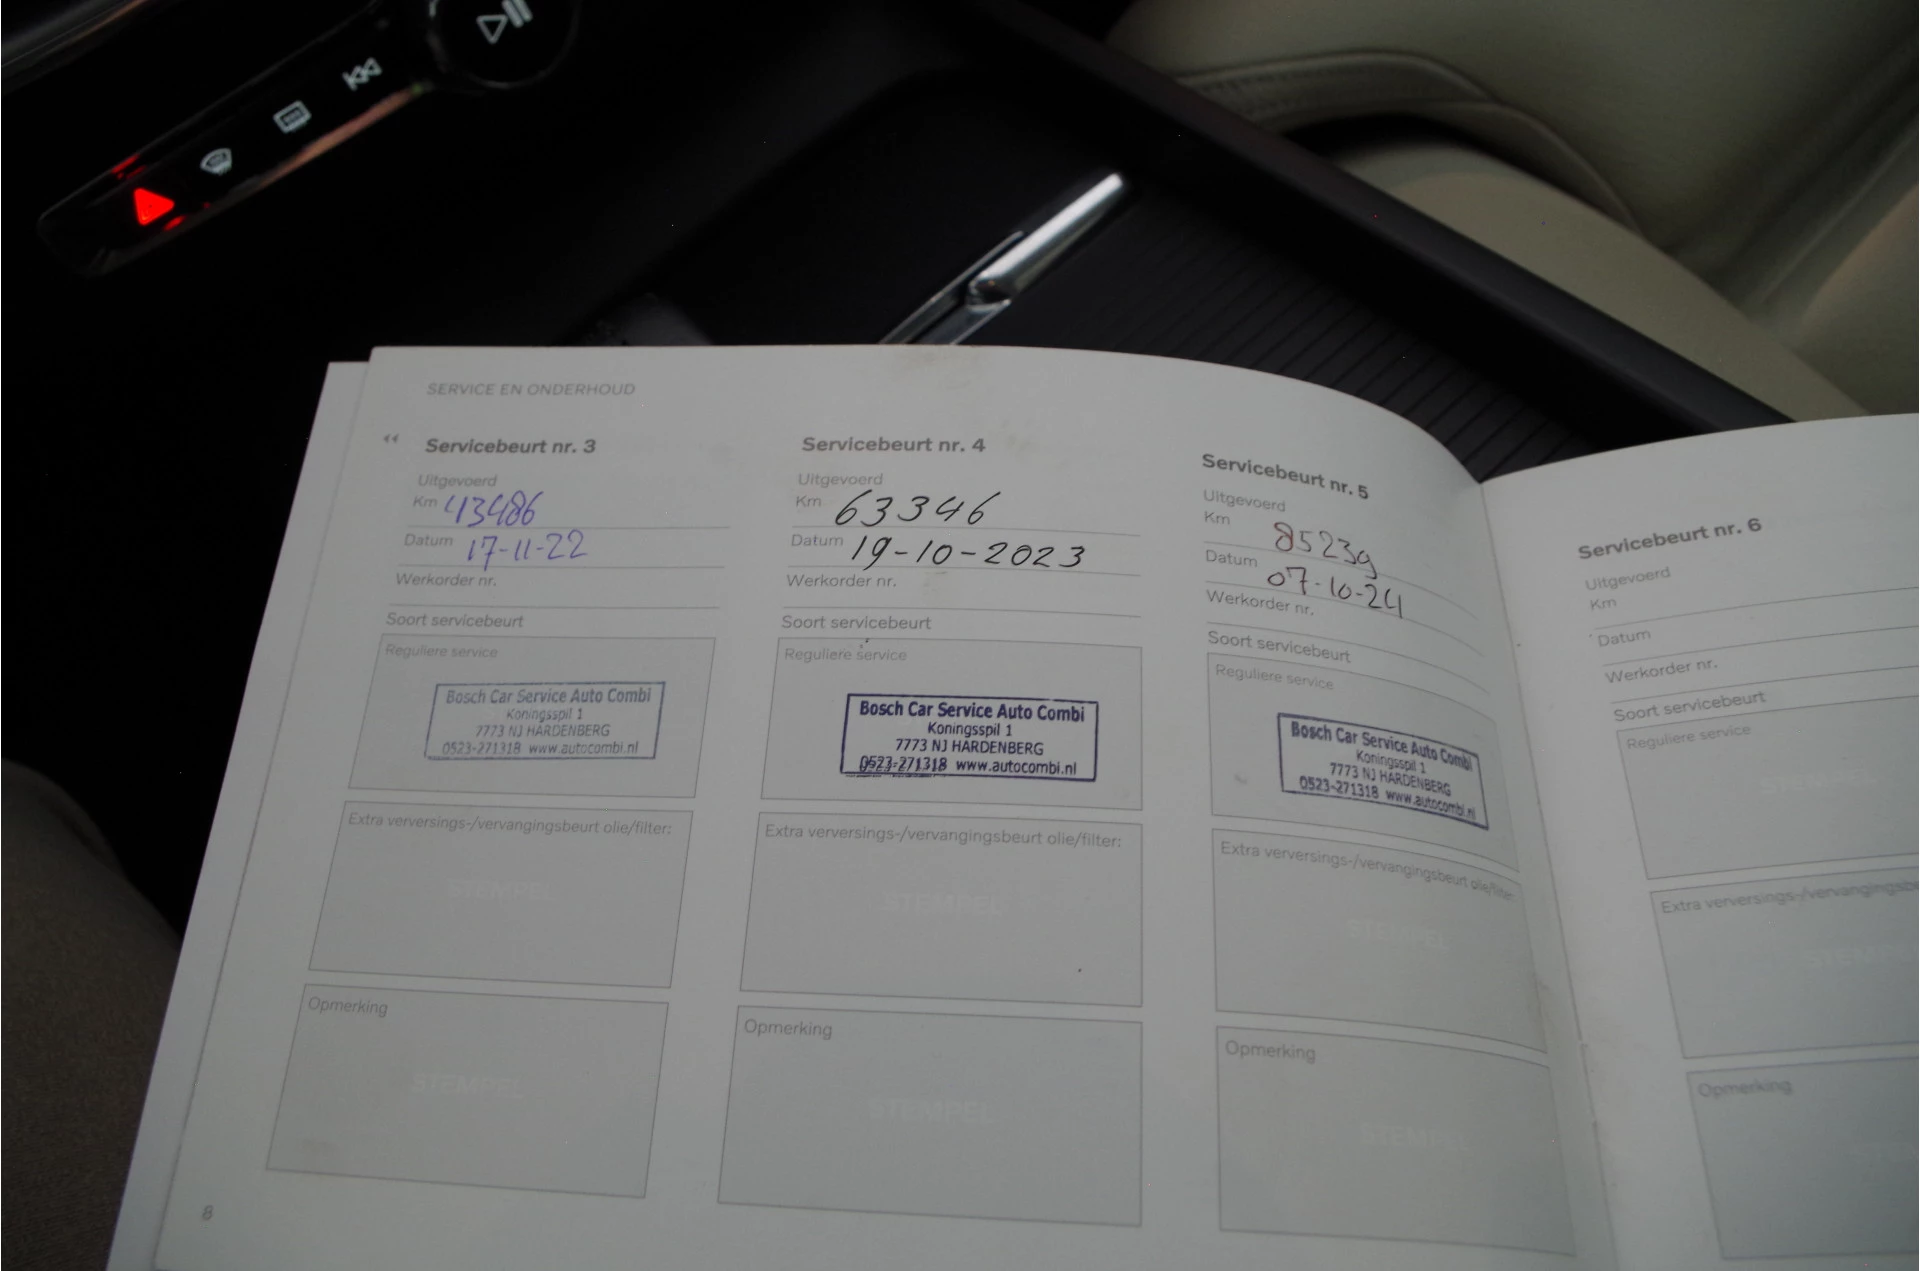 SERVICE EN ONDERHOUD
Servicebeurt nr. 3
Uitgevoerd
Km 43486
Datum 17-11-22
Werkorder nr.
Soort servicebeurt
Reguliere service
Bosch Car Service Auto Combi
Koningsspil 1
7773 NJ HARDENBERG
0523-271318 www.autocombi.nl
Extra verversings-/vervangingsbeurt olie/filter:
STEMPEL
Opmerking
STEMPEL
8
Servicebeurt nr. 4
Uitgevoerd
Km 63346
Datum 19-10-2023
Werkorder nr.
Soort servicebeurt
Reguliere service
Bosch Car Service Auto Combi
Koningsspil 1
7773 NJ HARDENBERG
0523-271318 www.autocombi.nl
Extra verversings-/vervangingsbeurt olie/filter:
STEMPEL
Opmerking
STEMPEL
Servicebeurt nr. 5
Uitgevoerd
Km 85239
Datum 07-10-24
Werkorder nr.
Soort servicebeurt
Reguliere service
Bosch Car Service Auto Combi
Koningsspil 1
7773 NJ HARDENBERG
0523-271318 www.autocombi.nl
Extra verversings-/vervangingsbeurt olie/filter:
STEMPEL
Opmerking
STEMPEL
Servicebeurt nr. 6
Uitgevoerd
Km
Datum
Werkorder nr.
Soort servicebeurt
Reguliere service
Extra verversings-/vervangingsb
Opmerking